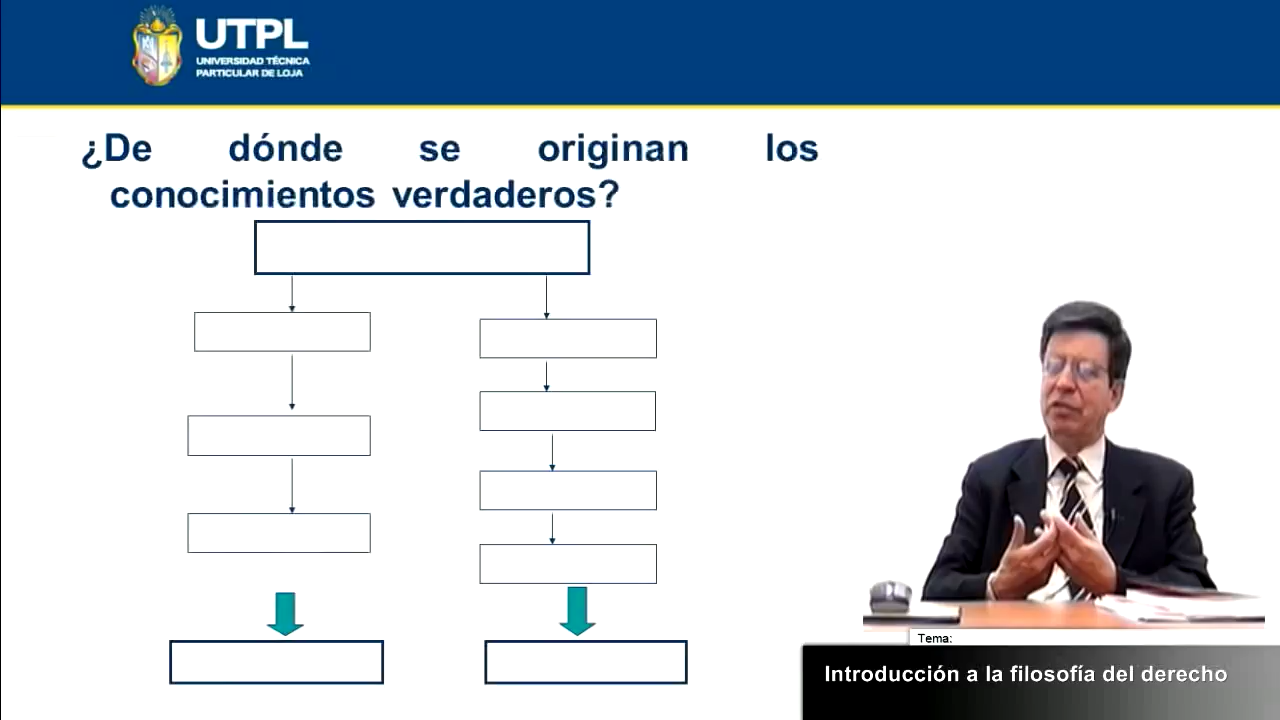 UTPL
UNIVERSIDAD TÉCNICA
PARTICULAR DE LOJA
¿De dónde se originan los
conocimientos verdaderos?
Tema:
Introducción a la filosofía del derecho